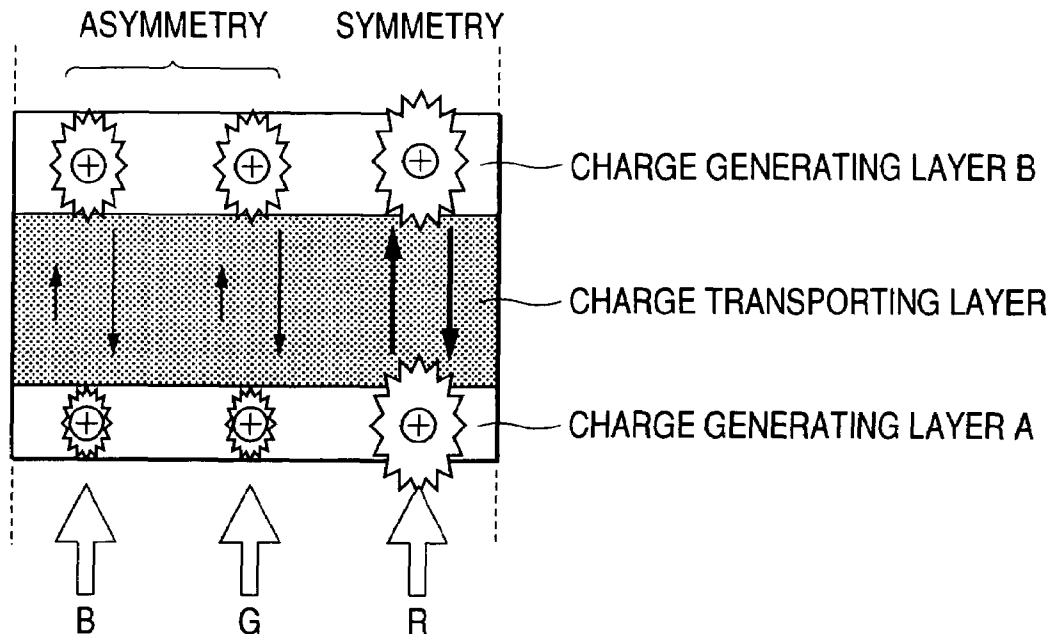 ASYMMETRY SYMMETRY
CHARGE GENERATING LAYER B
CHARGE TRANSPORTING LAYER
CHARGE GENERATING LAYER A
B G R